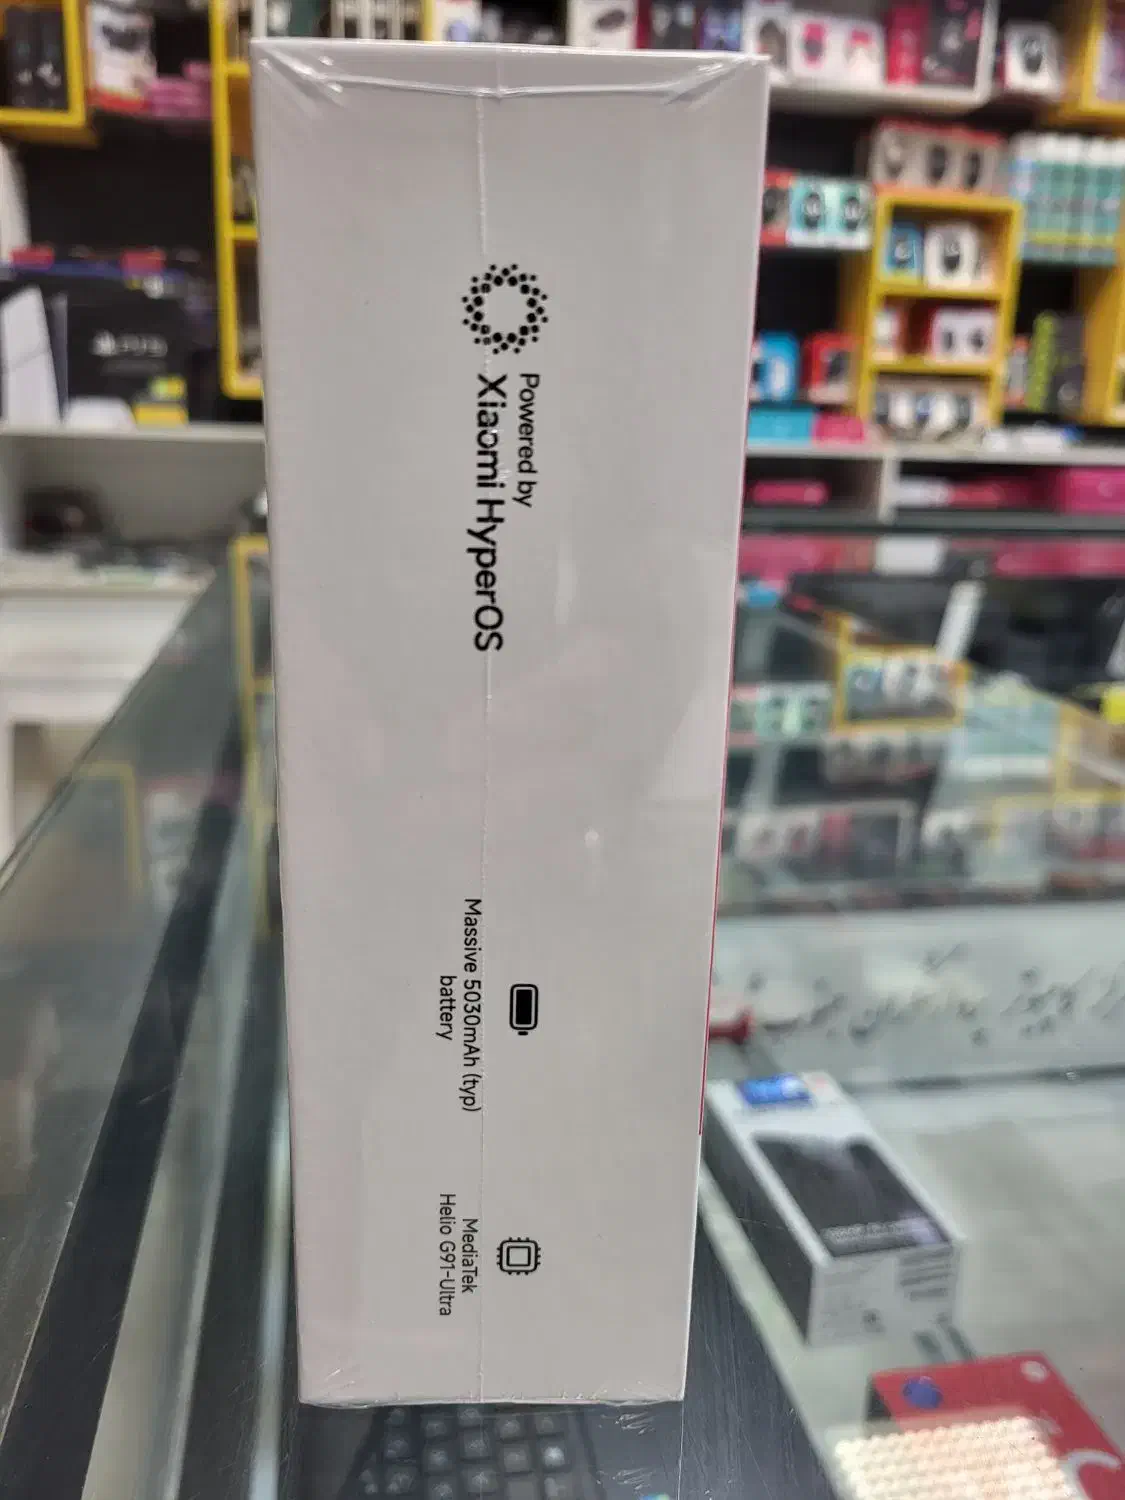 Powered by
Xiaomi HyperOS
Massive 5030mAh (typ)
battery
MediaTek
Helio G91-Ultra